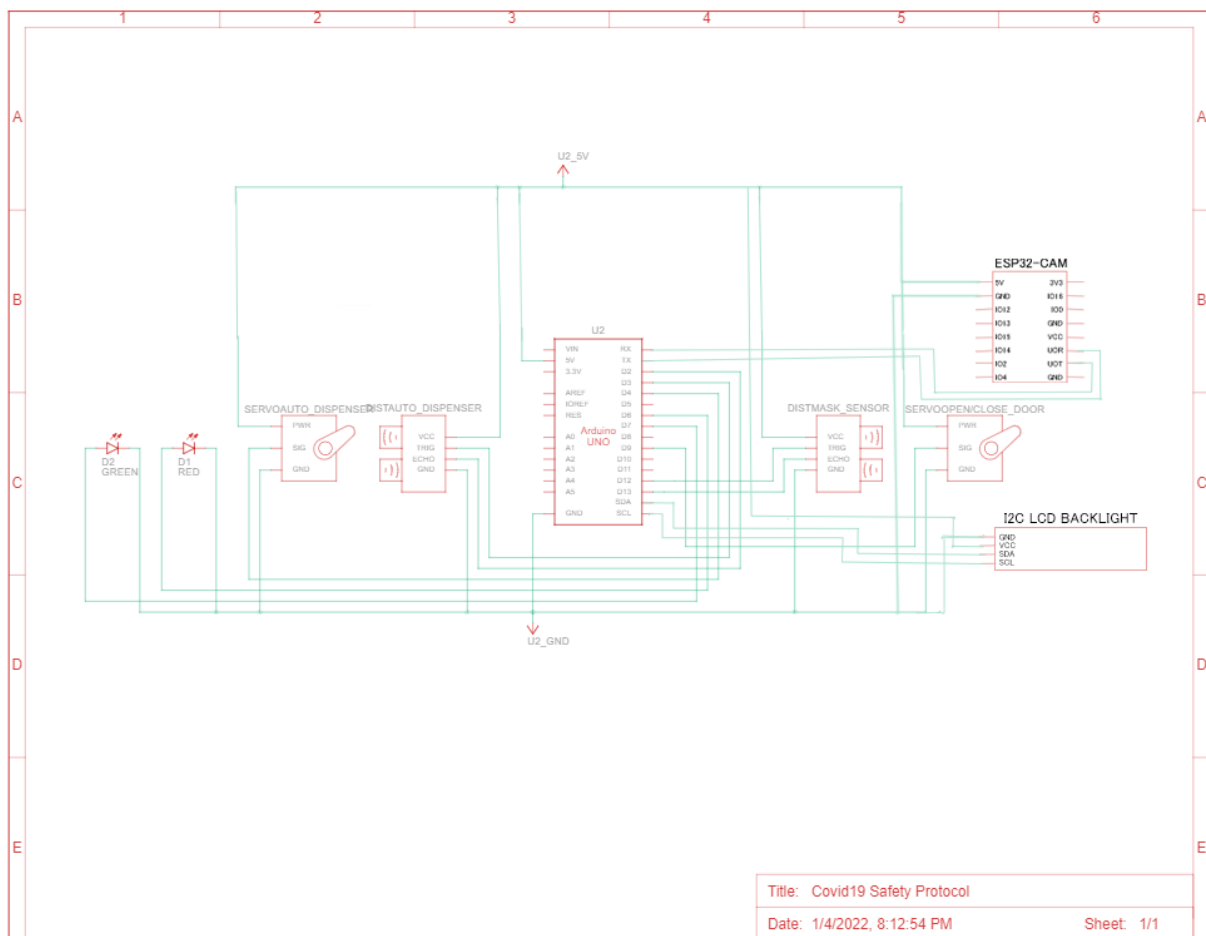 1 2 3 4 5 6
A A
B B
C C
D D
E E
U2_5V
ESP32-CAM
5V 3V3
GND IO16
IO12 IO0
IO13 GND
IO15 VCC
IO14 UOR
IO2 UOT
IO4 GND
U2
VIN RX
5V TX
3.3V D2
D3
AREF D4
IOREF D5
RES D6
D7
A0 D8
A1 D9
A2 D10
A3 D11
A4 D12
A5 D13
SDA
GND SCL
Arduino
UNO
D2
GREEN
D1
RED
SERVOAUTO_DISPENSER
PWR
SIG
GND
DISTAUTO_DISPENSER
VCC
TRIG
ECHO
GND
DISTMASK_SENSOR
VCC
TRIG
ECHO
GND
SERVOOPEN/CLOSE_DOOR
PWR
SIG
GND
I2C LCD BACKLIGHT
GND
VCC
SDA
SCL
U2_GND
Title: Covid19 Safety Protocol
Date: 1/4/2022, 8:12:54 PM Sheet: 1/1